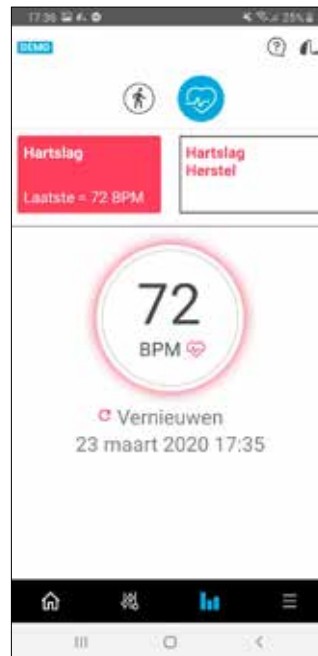 17:36
25%
DEMO
Hartslag
Laatste = 72 BPM
Hartslag
Herstel
72
BPM
Vernieuwen
23 maart 2020 17:35